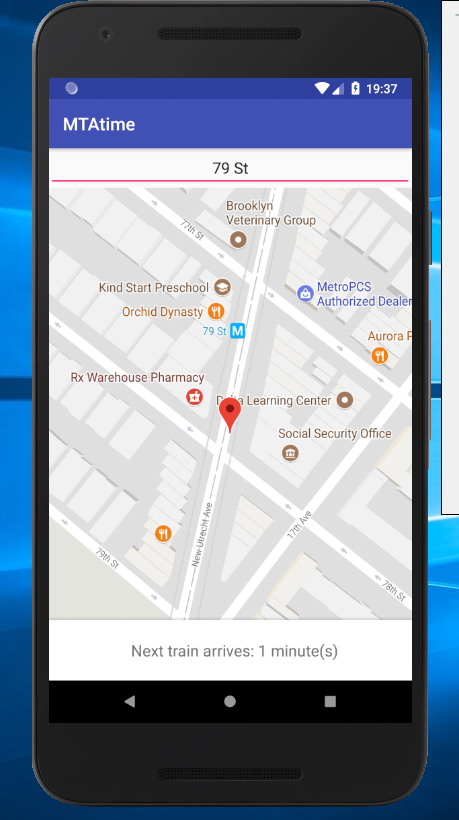 19:37
MTAtime
79 St
Brooklyn
Veterinary Group
77th St
Kind Start Preschool
MetroPCS
Authorized Dealer
Orchid Dynasty
79 St M
Aurora P
Rx Warehouse Pharmacy
Learning Center
Social Security Office
New Utrecht Ave
17th Ave
79th St
78th St
Next train arrives: 1 minute(s)